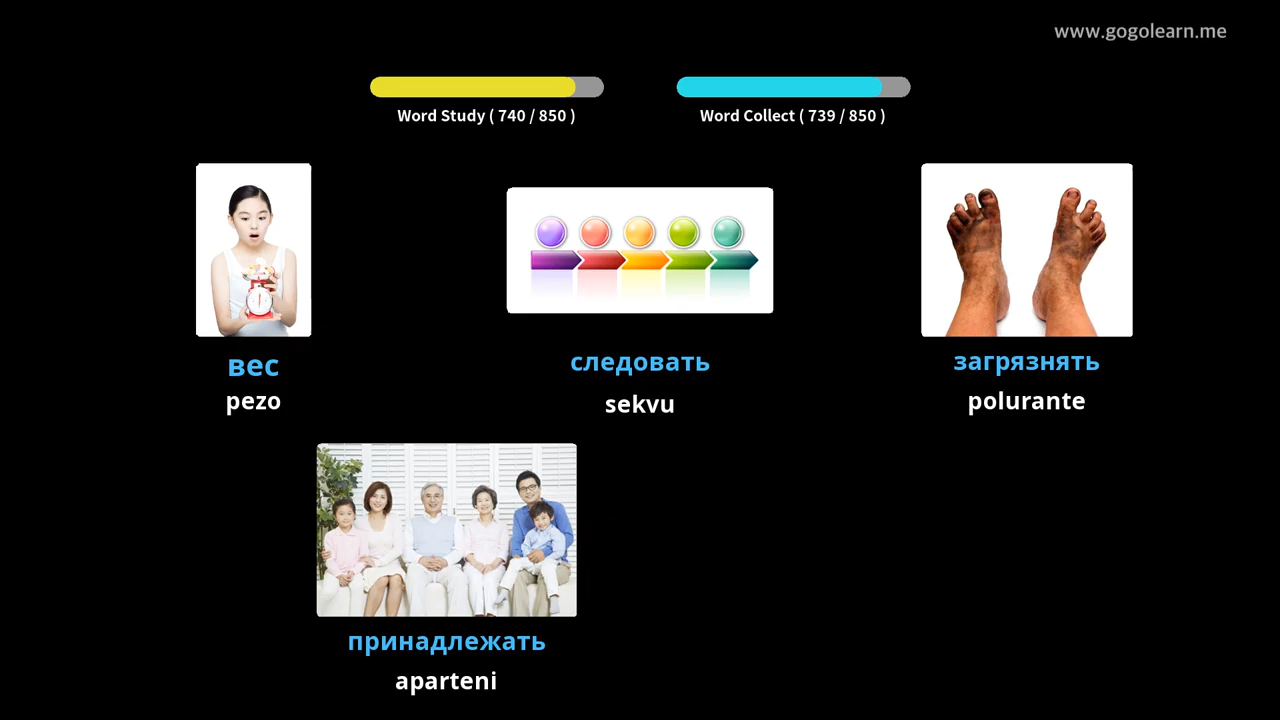 www.gogolearn.me
Word Study ( 740 / 850 )
Word Collect ( 739 / 850 )
вес
pezo
следовать
sekvu
загрязнять
polurante
принадлежать
aparteni